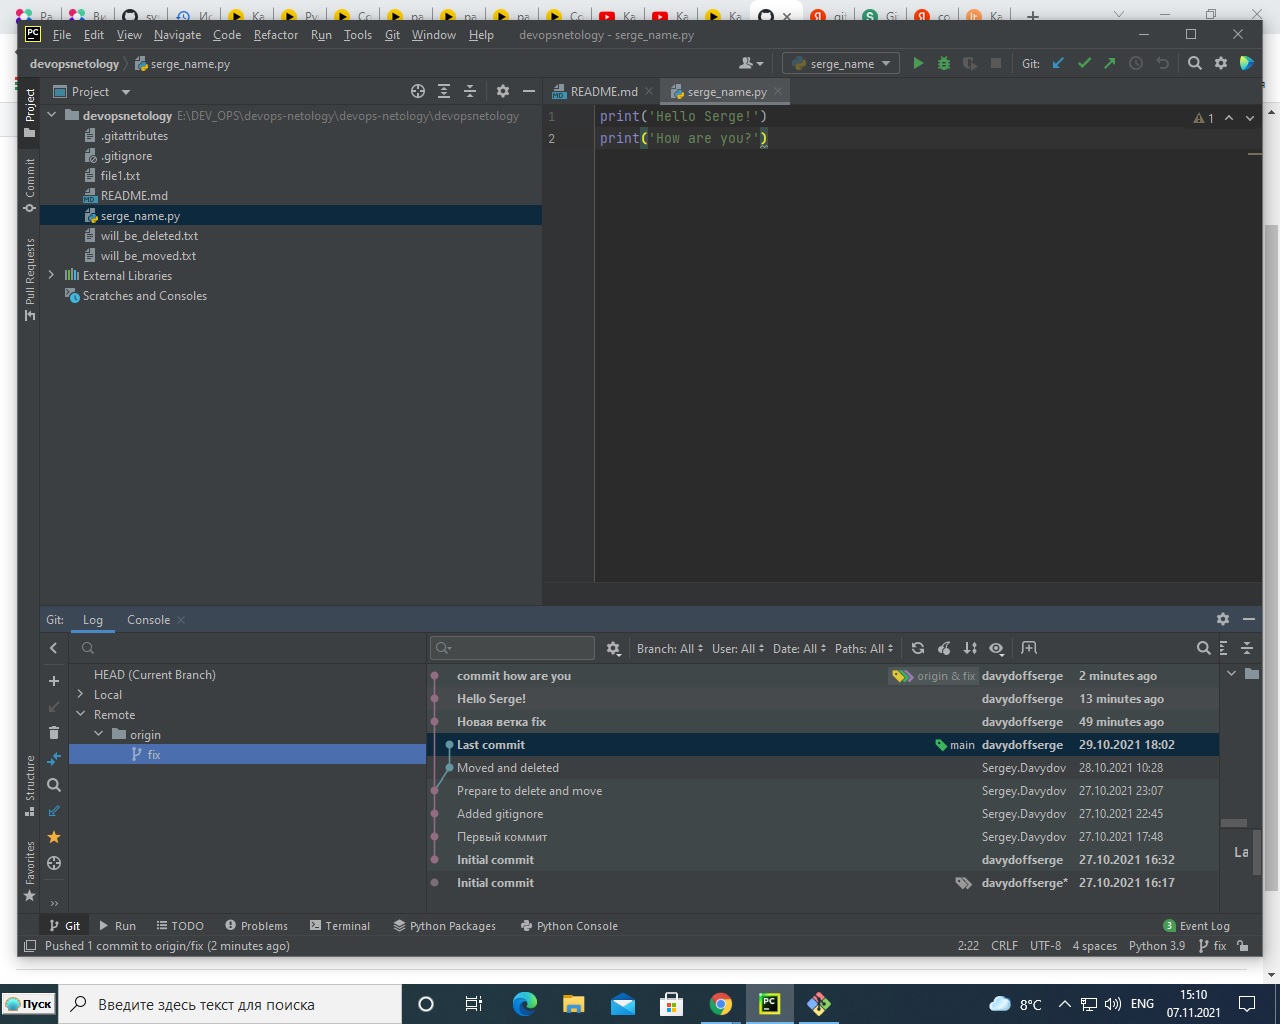 Ра
Ви
sv
Ис
Ка
Py
Сс
pa
pa
pa
Сс
Ка
Ка
Ка
gi
Gi
co
Ка
PC File Edit View Navigate Code Refactor Run Tools Git Window Help devopsnetology - serge_name.py
devopsnetology serge_name.py
serge_name Git:
Project
Project
README.md serge_name.py
devopsnetology E:\DEV_OPS\devops-netology\devops-netology\devopsnetology
.gitattributes
.gitignore
file1.txt
README.md
serge_name.py
will_be_deleted.txt
will_be_moved.txt
External Libraries
Scratches and Consoles
Commit
Pull Requests
Structure
Favorites
1 print('Hello Serge!')
2 print('How are you?')
1
Git: Log Console
Branch: All User: All Date: All Paths: All
HEAD (Current Branch)
Local
Remote
origin
fix
commit how are you origin & fix davydoffserge 2 minutes ago
Hello Serge! davydoffserge 13 minutes ago
Новая ветка fix davydoffserge 49 minutes ago
Last commit main davydoffserge 29.10.2021 18:02
Moved and deleted Sergey.Davydov 28.10.2021 10:28
Prepare to delete and move Sergey.Davydov 27.10.2021 23:07
Added gitignore Sergey.Davydov 27.10.2021 22:45
Первый коммит Sergey.Davydov 27.10.2021 17:48
Initial commit davydoffserge 27.10.2021 16:32
Initial commit davydoffserge* 27.10.2021 16:17
La
Git Run TODO Problems Terminal Python Packages Python Console 3 Event Log
Pushed 1 commit to origin/fix (2 minutes ago) 2:22 CRLF UTF-8 4 spaces Python 3.9 fix
Пуск Введите здесь текст для поиска PC 8°C ENG 15:10
07.11.2021